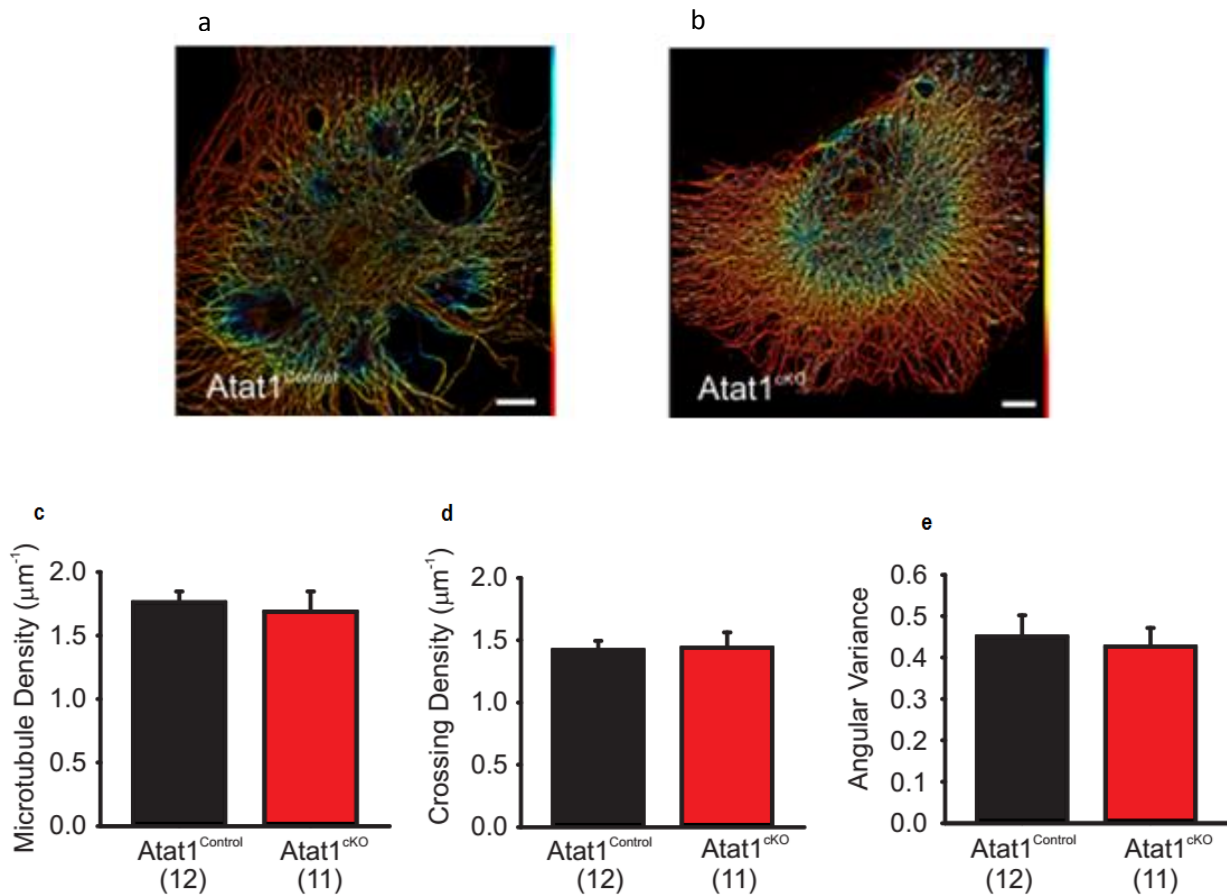 a
b
Atat1Control
Atat1cKO
c
d
e
Microtubule Density (μm-1)
2.0
1.5
1.0
0.5
0.0
Atat1Control
(12)
Atat1cKO
(11)
Crossing Density (μm-1)
2.0
1.5
1.0
0.5
0.0
Atat1Control
(12)
Atat1cKO
(11)
Angular Variance
0.6
0.5
0.4
0.3
0.2
0.1
0.0
Atat1Control
(12)
Atat1cKO
(11)